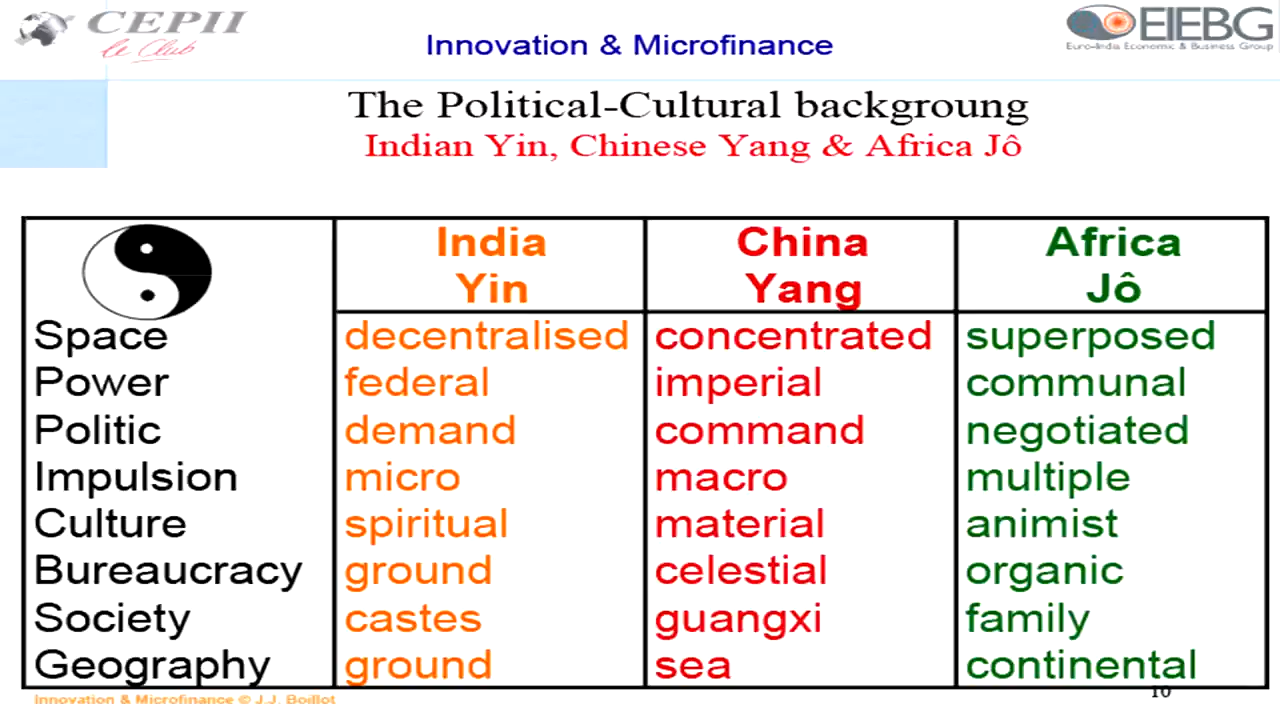 CEPII
le Club
Innovation & Microfinance
EIEBG
Euro-India Economic & Business Group
The Political-Cultural backgroung
Indian Yin, Chinese Yang & Africa Jô
India China Africa
Yin Yang Jô
Space decentralised concentrated superposed
Power federal imperial communal
Politic demand command negotiated
Impulsion micro macro multiple
Culture spiritual material animist
Bureaucracy ground celestial organic
Society castes guangxi family
Geography ground sea continental
Innovation & Microfinance © J.J. Boillot
10